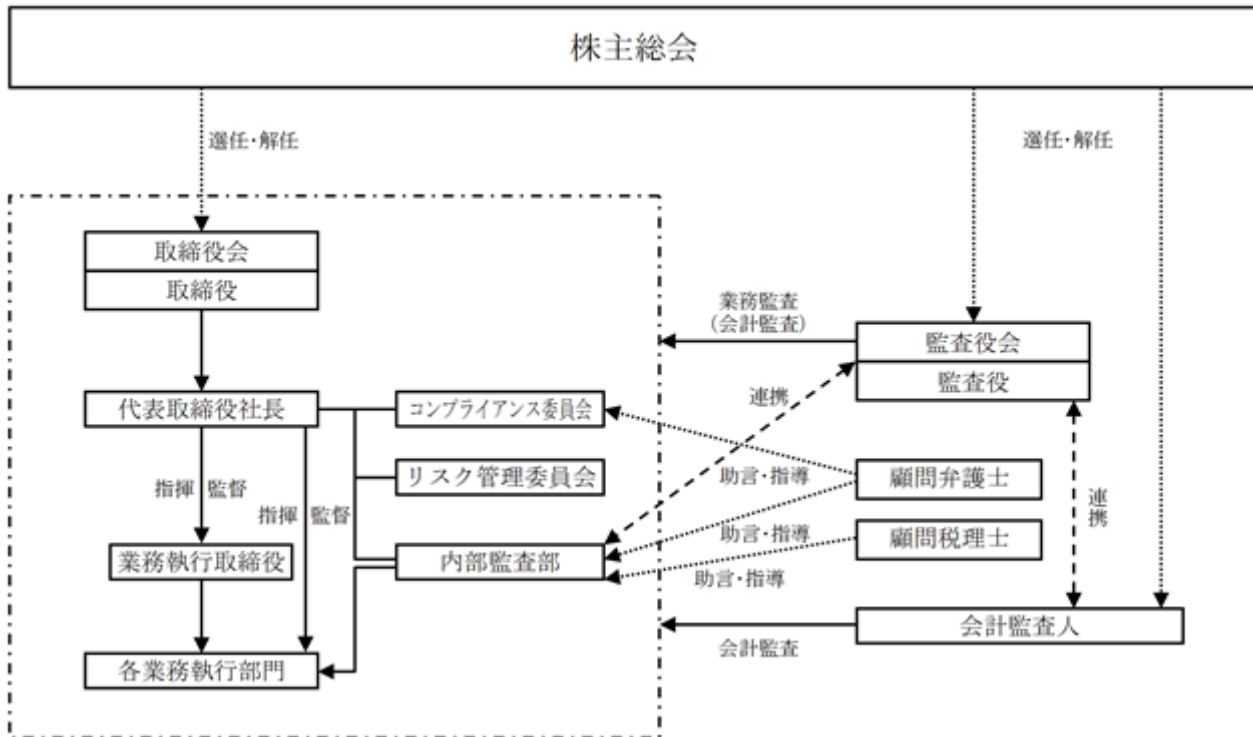 株主総会
選任・解任
選任・解任
取締役会
取締役
業務監査
(会計監査)
監査役会
監査役
代表取締役社長
コンプライアンス委員会
連携
リスク管理委員会
助言・指導
顧問弁護士
指揮
監督
指揮
監督
連携
業務執行取締役
内部監査部
助言・指導
顧問税理士
助言・指導
会計監査人
会計監査
各業務執行部門